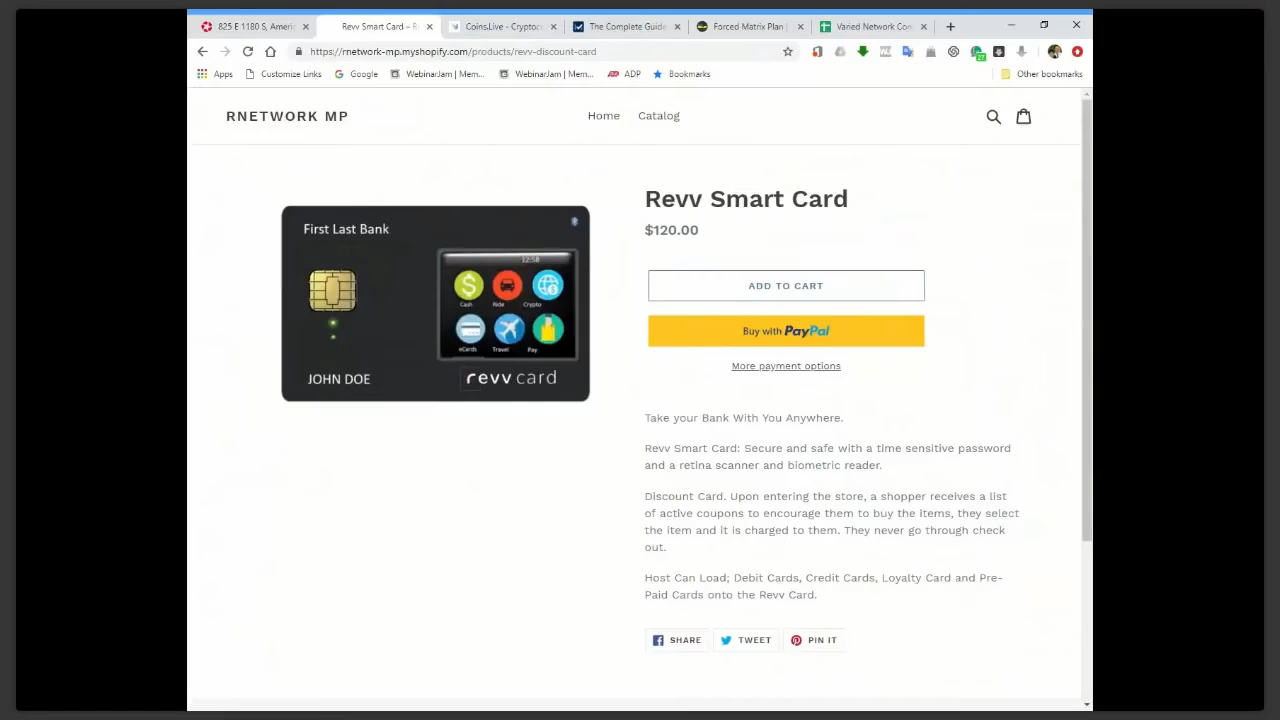 825 E 1180 S, Americ
Revv Smart Card – R
Coins.Live - Cryptocu
The Complete Guide
Forced Matrix Plan |
Varied Network Com
https://rnetwork-mp.myshopify.com/products/revv-discount-card
Apps
Customize Links
Google
WebinarJam | Mem...
WebinarJam | Mem...
ADP
Bookmarks
Other bookmarks
RNETWORK MP
Home
Catalog
First Last Bank
12:58
Cash
Ride
Crypto
eCards
Travel
Pay
JOHN DOE
revv card
Revv Smart Card
$120.00
ADD TO CART
Buy with PayPal
More payment options
Take your Bank With You Anywhere.
Revv Smart Card: Secure and safe with a time sensitive password
and a retina scanner and biometric reader.
Discount Card. Upon entering the store, a shopper receives a list
of active coupons to encourage them to buy the items, they select
the item and it is charged to them. They never go through check
out.
Host Can Load; Debit Cards, Credit Cards, Loyalty Card and Pre-
Paid Cards onto the Revv Card.
SHARE
TWEET
PIN IT